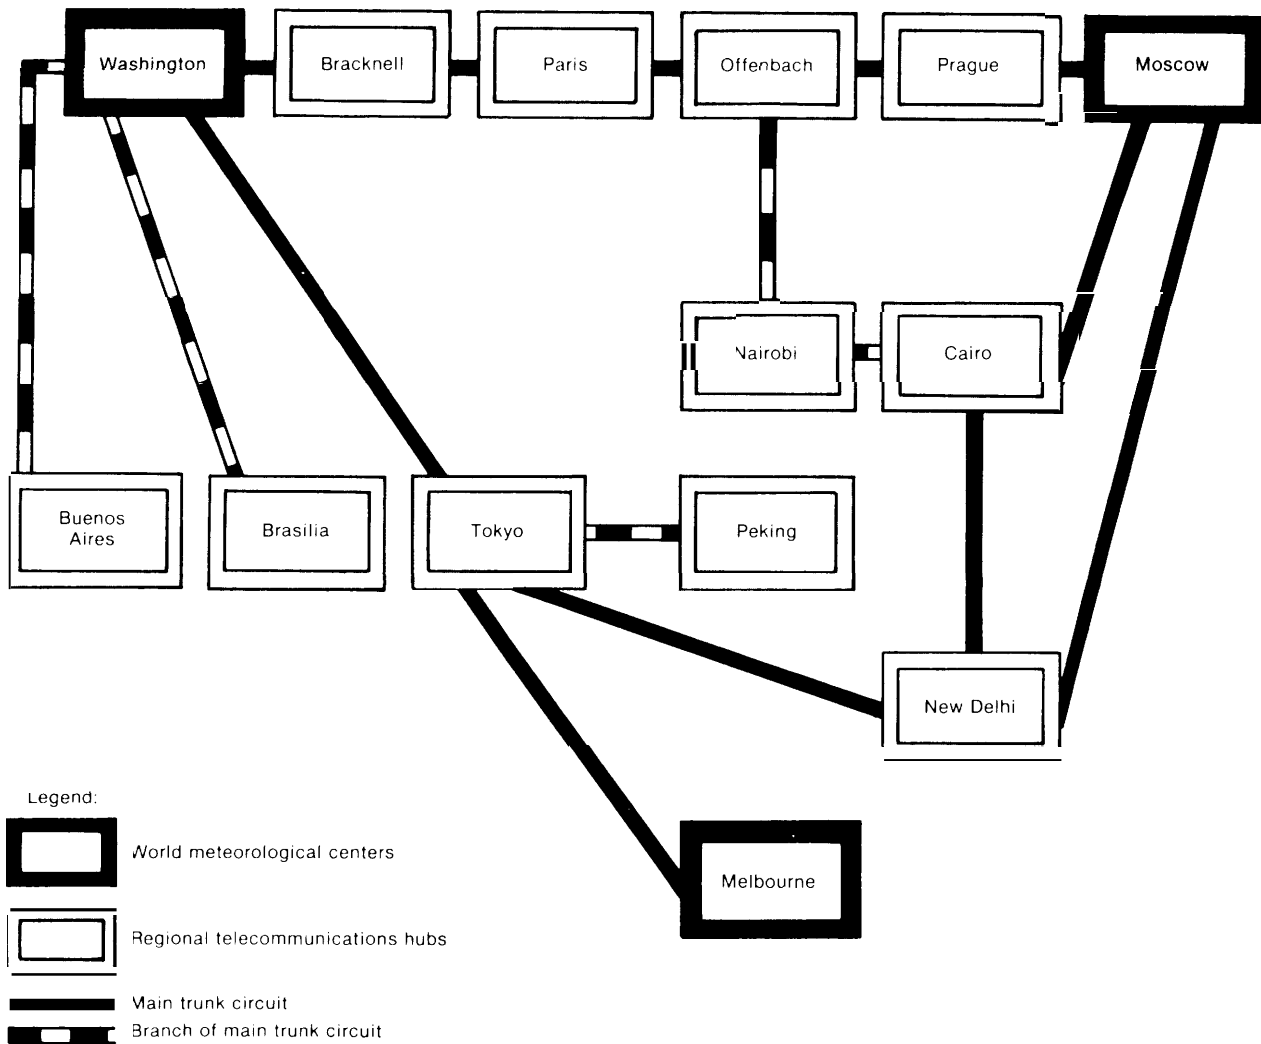 Washington
Bracknell
Paris
Offenbach
Prague
Moscow
Nairobi
Cairo
Buenos
Aires
Brasilia
Tokyo
Peking
New Delhi
Melbourne
Legend:
World meteorological centers
Regional telecommunications hubs
Main trunk circuit
Branch of main trunk circuit